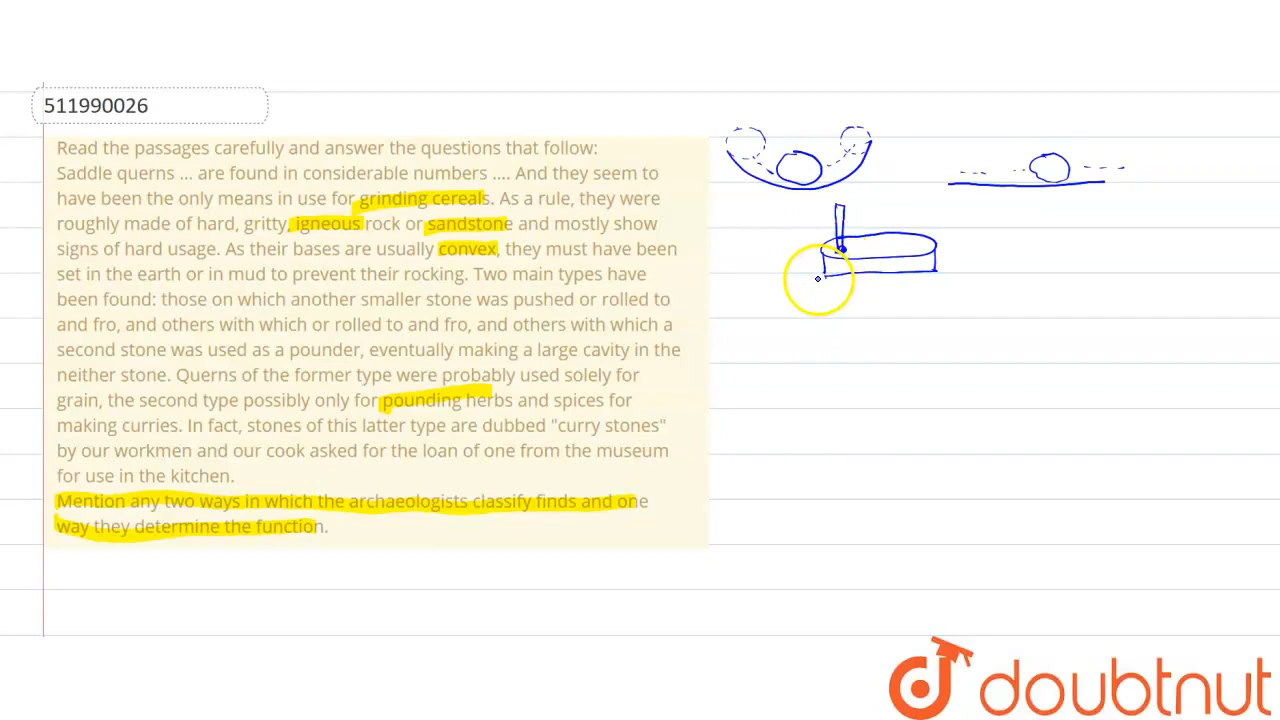 511990026
Read the passages carefully and answer the questions that follow:
Saddle querns ... are found in considerable numbers .... And they seem to
have been the only means in use for grinding cereals. As a rule, they were
roughly made of hard, gritty, igneous rock or sandstone and mostly show
signs of hard usage. As their bases are usually convex, they must have been
set in the earth or in mud to prevent their rocking. Two main types have
been found: those on which another smaller stone was pushed or rolled to
and fro, and others with which or rolled to and fro, and others with which a
second stone was used as a pounder, eventually making a large cavity in the
neither stone. Querns of the former type were probably used solely for
grain, the second type possibly only for pounding herbs and spices for
making curries. In fact, stones of this latter type are dubbed "curry stones"
by our workmen and our cook asked for the loan of one from the museum
for use in the kitchen.
Mention any two ways in which the archaeologists classify finds and one
way they determine the function.
doubtnut